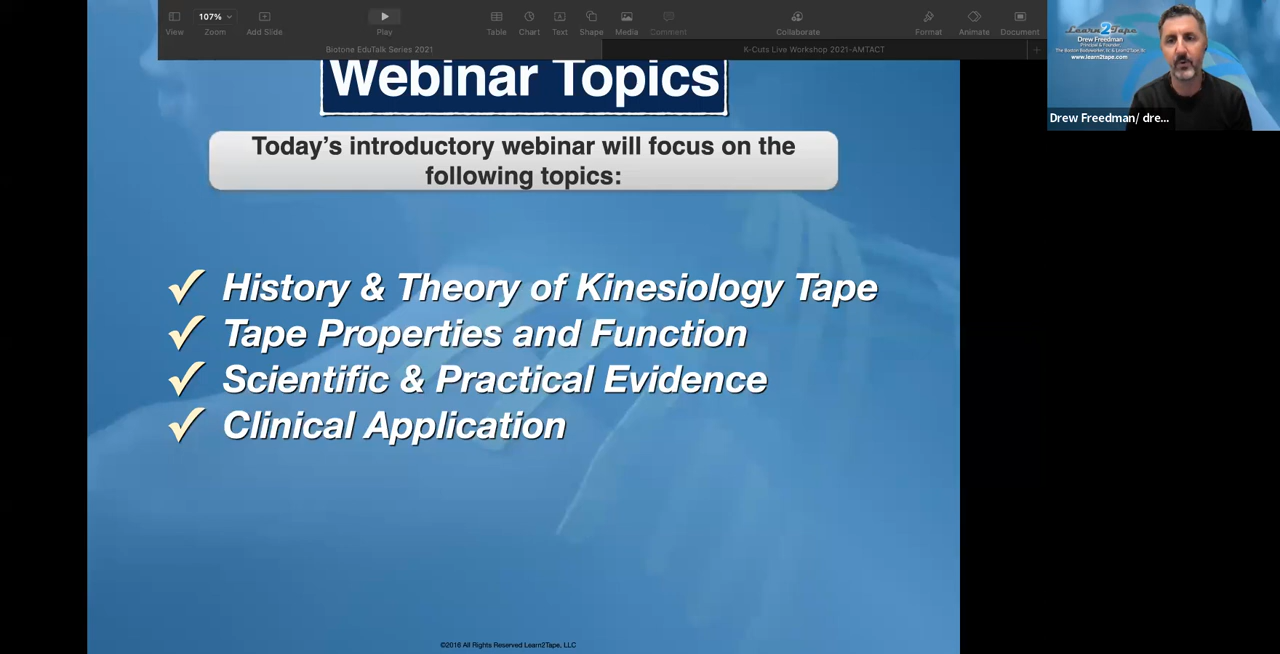 107%
View
Zoom
Add Slide
Play
Table
Chart
Text
Shape
Media
Comment
Collaborate
Format
Animate
Document
Biotone EduTalk Series 2021
K-Cuts Live Workshop 2021-AMTACT
Learn2Tape
Drew Freedman
Principal & Founder,
www.learn2tape.com
Drew Freedman/ dre...
Webinar Topics
Today's introductory webinar will focus on the
following topics:
✓ History & Theory of Kinesiology Tape
✓ Tape Properties and Function
✓ Scientific & Practical Evidence
✓ Clinical Application
©2016 All Rights Reserved Learn2Tape, LLC